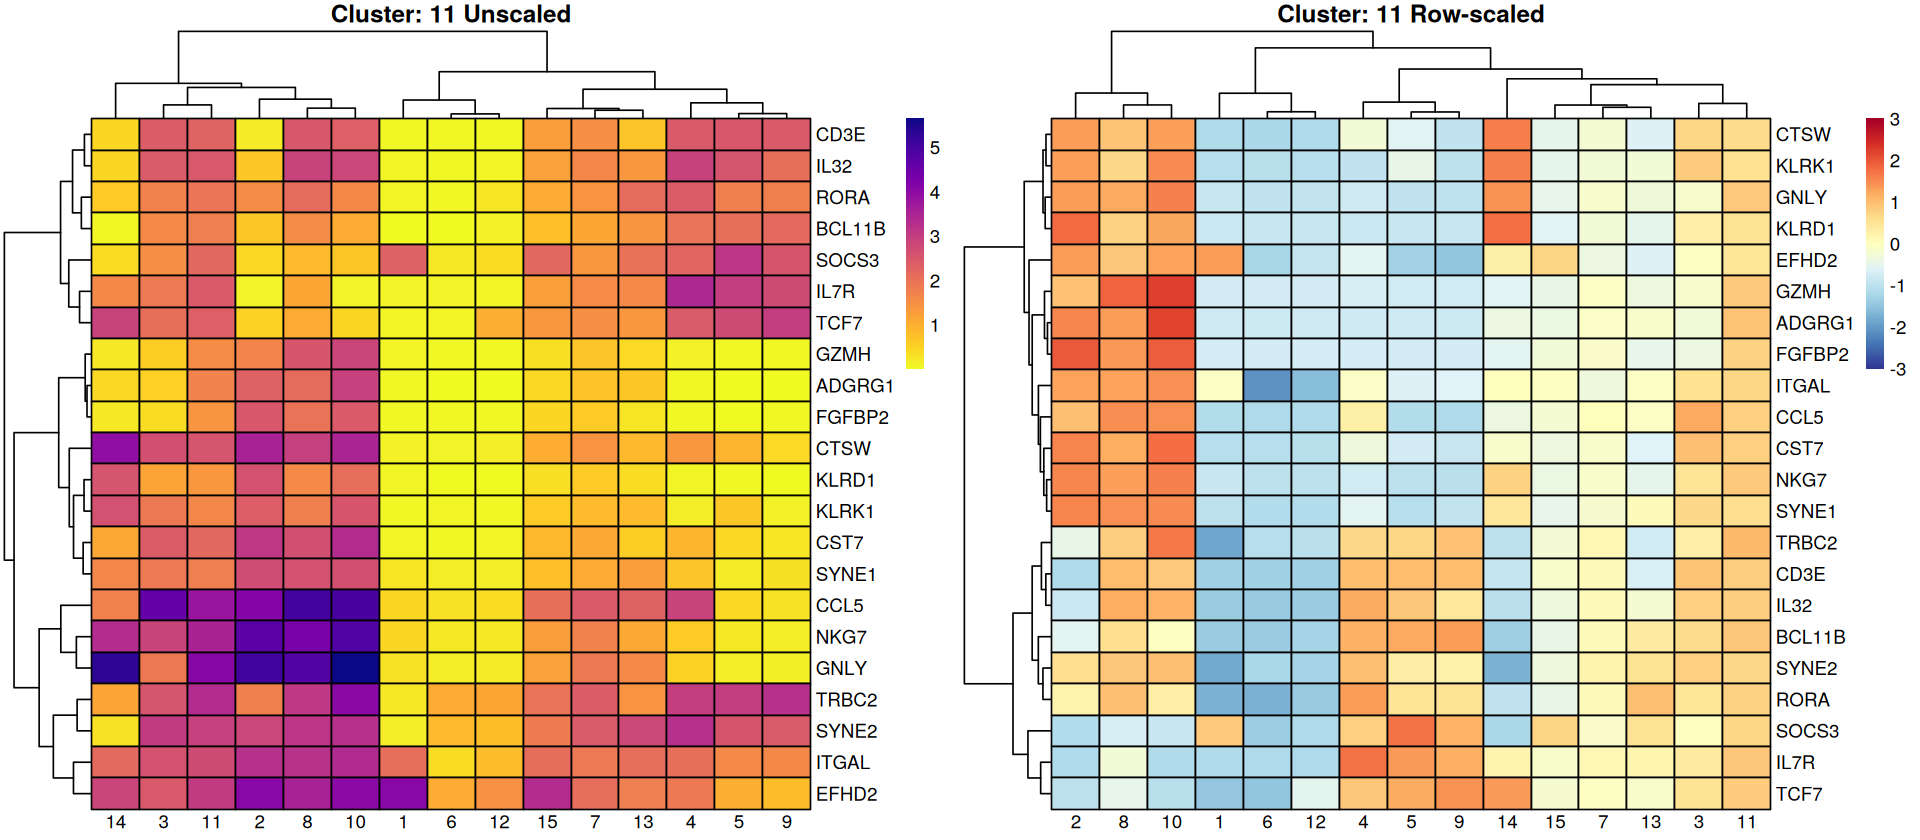 Cluster: 11 Unscaled
CD3E
IL32
RORA
BCL11B
SOCS3
IL7R
TCF7
GZMH
ADGRG1
FGFBP2
CTSW
KLRD1
KLRK1
CST7
SYNE1
CCL5
NKG7
GNLY
TRBC2
SYNE2
ITGAL
EFHD2
14 3 11 2 8 10 1 6 12 15 7 13 4 5 9
5
4
3
2
1
Cluster: 11 Row-scaled
CTSW
KLRK1
GNLY
KLRD1
EFHD2
GZMH
ADGRG1
FGFBP2
ITGAL
CCL5
CST7
NKG7
SYNE1
TRBC2
CD3E
IL32
BCL11B
SYNE2
RORA
SOCS3
IL7R
TCF7
2 8 10 1 6 12 4 5 9 14 15 7 13 3 11
3
2
1
0
-1
-2
-3